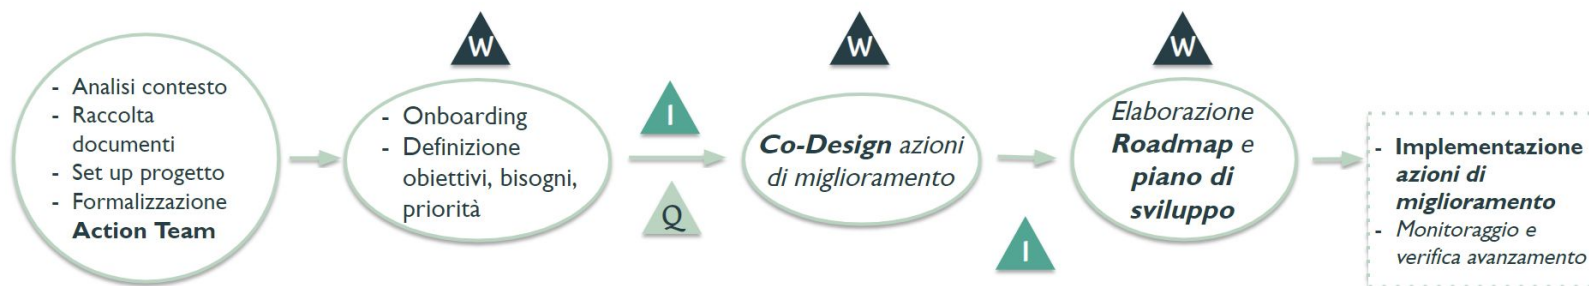 W
W
W
- Analisi contesto
- Raccolta
documenti
- Set up progetto
- Formalizzazione
Action Team
- Onboarding
- Definizione
obiettivi, bisogni,
priorità
I
Q
Co-Design azioni
di miglioramento
I
Elaborazione
Roadmap e
piano di
sviluppo
- Implementazione
azioni di
miglioramento
- Monitoraggio e
verifica avanzamento